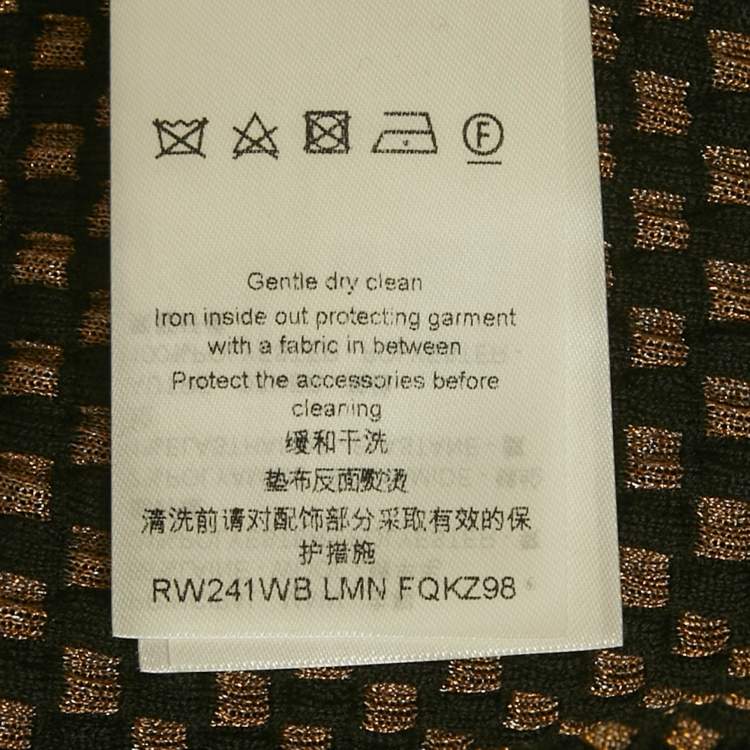 F
Gentle dry clean
Iron inside out protecting garment
with a fabric in between
Protect the accessories before
cleaning
缓和干洗
垫布反面熨烫
清洗前请对配饰部分采取有效的保
护措施
RW241WB LMN FQKZ98